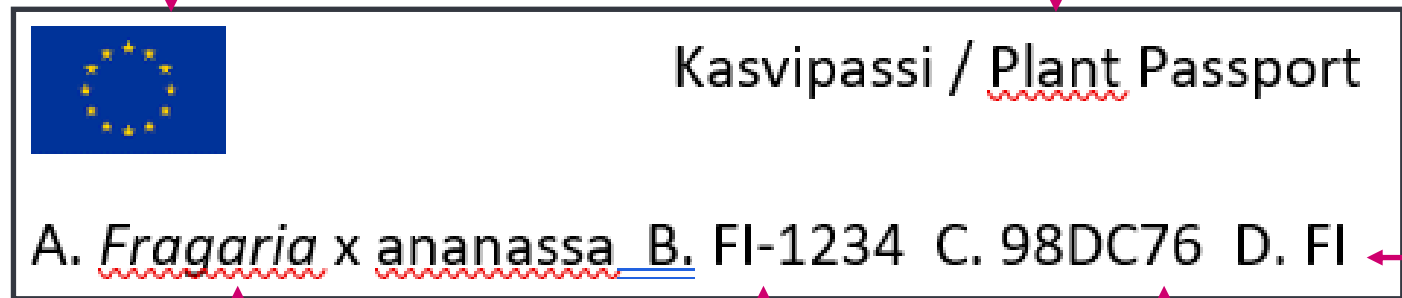 Kasvipassi / Plant Passport
A. Fragaria x ananassa B. FI-1234 C. 98DC76 D. FI